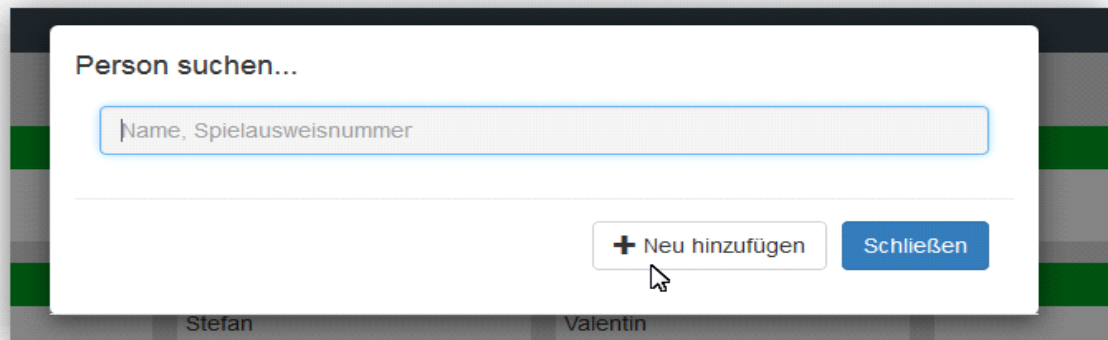 Person suchen...
Name, Spielausweisnummer
Neu hinzufügen
Schließen
Stefan
Valentin